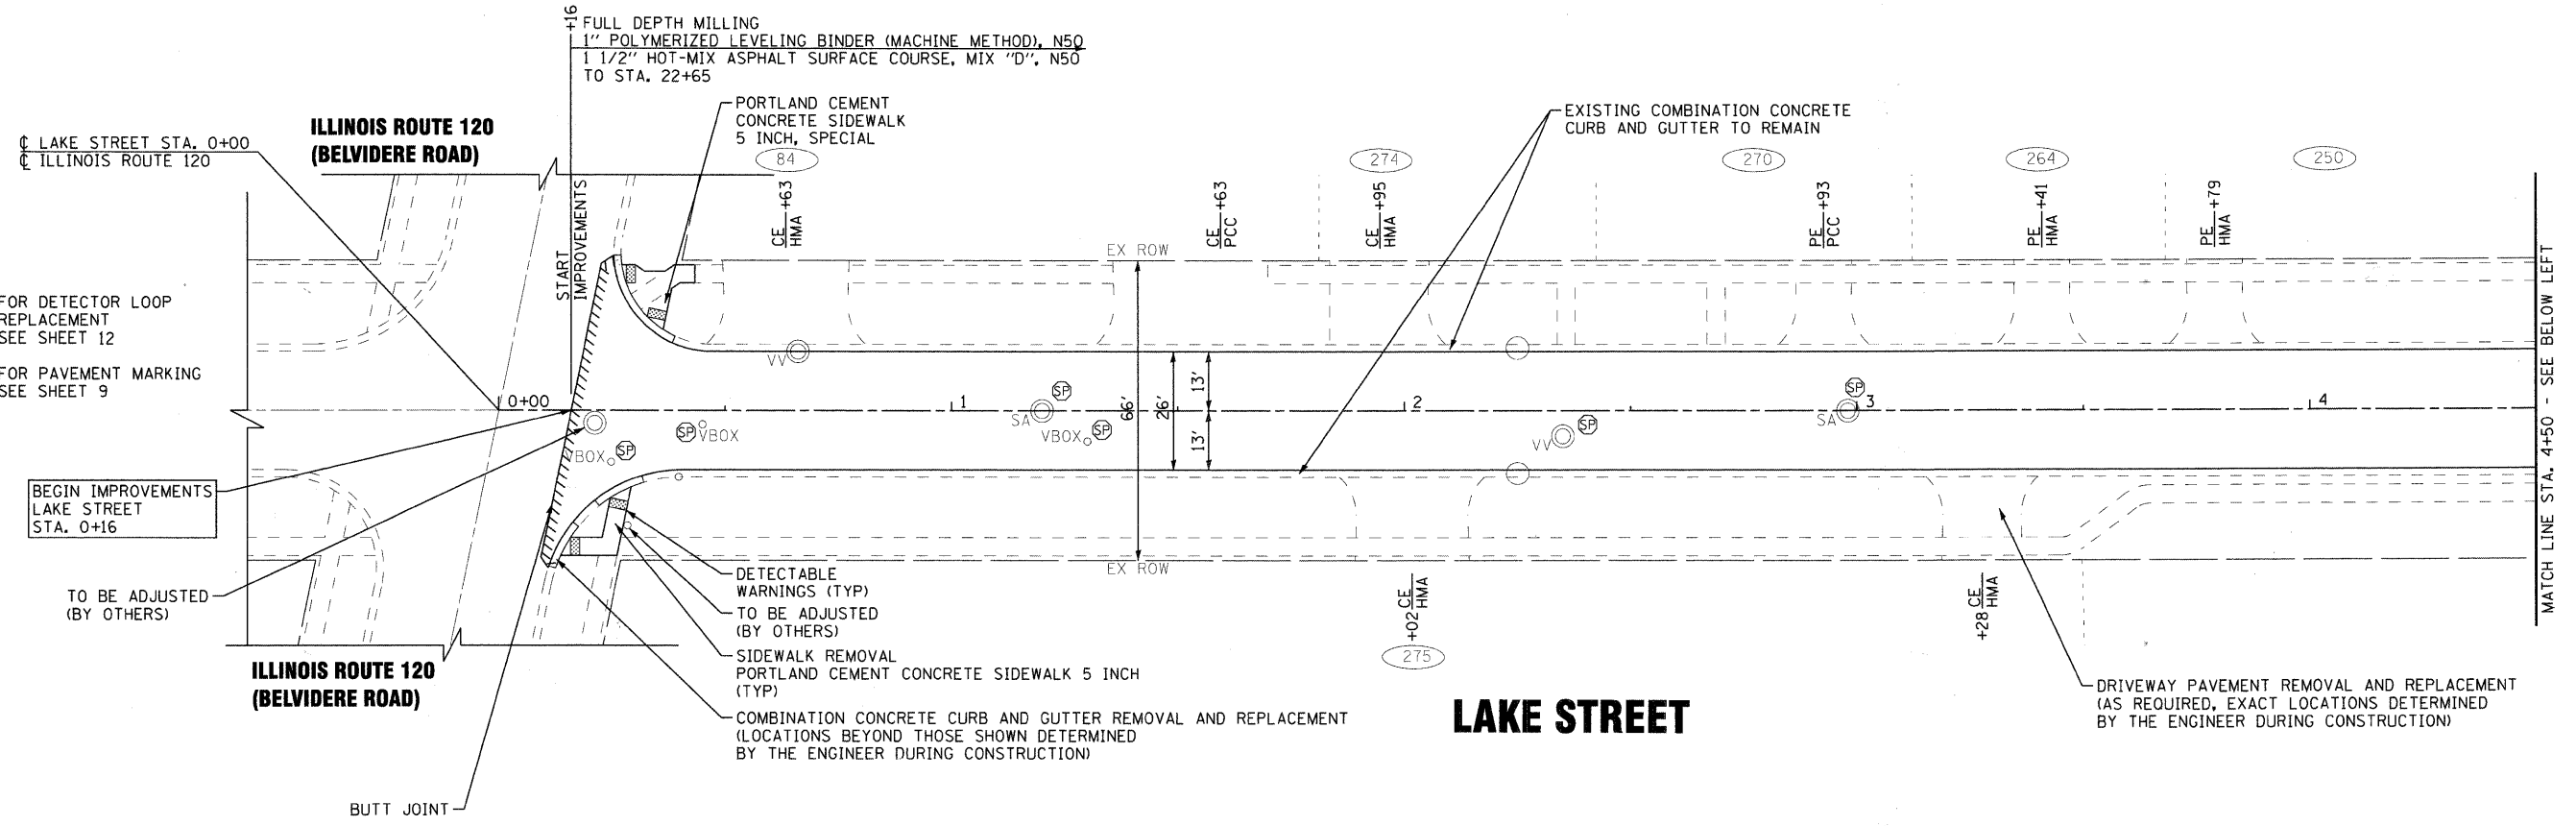 +16
FULL DEPTH MILLING
1" POLYMERIZED LEVELING BINDER (MACHINE METHOD), N50
1 1/2" HOT-MIX ASPHALT SURFACE COURSE, MIX "D", N50
TO STA. 22+65
PORTLAND CEMENT
CONCRETE SIDEWALK
5 INCH, SPECIAL
EXISTING COMBINATION CONCRETE
CURB AND GUTTER TO REMAIN
ILLINOIS ROUTE 120
(BELVIDERE ROAD)
℄ LAKE STREET STA. 0+00
℄ ILLINOIS ROUTE 120
84
274
270
264
250
START
IMPROVEMENTS
CE +63
HMA
CE +63
PCC
CE +95
HMA
PE +93
PCC
PE +41
HMA
PE +79
HMA
EX ROW
FOR DETECTOR LOOP
REPLACEMENT
SEE SHEET 12
FOR PAVEMENT MARKING
SEE SHEET 9
VV
0+00
1
2
3
4
SP
SA
VBOX
SP
SP
VBOX
SP
VBOX
66'
26'
13'
13'
VV
SP
SP
SA
MATCH LINE STA. 4+50 - SEE BELOW LEFT
BEGIN IMPROVEMENTS
LAKE STREET
STA. 0+16
EX ROW
TO BE ADJUSTED
(BY OTHERS)
DETECTABLE
WARNINGS (TYP)
TO BE ADJUSTED
(BY OTHERS)
SIDEWALK REMOVAL
PORTLAND CEMENT CONCRETE SIDEWALK 5 INCH
(TYP)
COMBINATION CONCRETE CURB AND GUTTER REMOVAL AND REPLACEMENT
(LOCATIONS BEYOND THOSE SHOWN DETERMINED
BY THE ENGINEER DURING CONSTRUCTION)
+02 CE
HMA
275
+28 CE
HMA
ILLINOIS ROUTE 120
(BELVIDERE ROAD)
LAKE STREET
DRIVEWAY PAVEMENT REMOVAL AND REPLACEMENT
(AS REQUIRED, EXACT LOCATIONS DETERMINED
BY THE ENGINEER DURING CONSTRUCTION)
BUTT JOINT